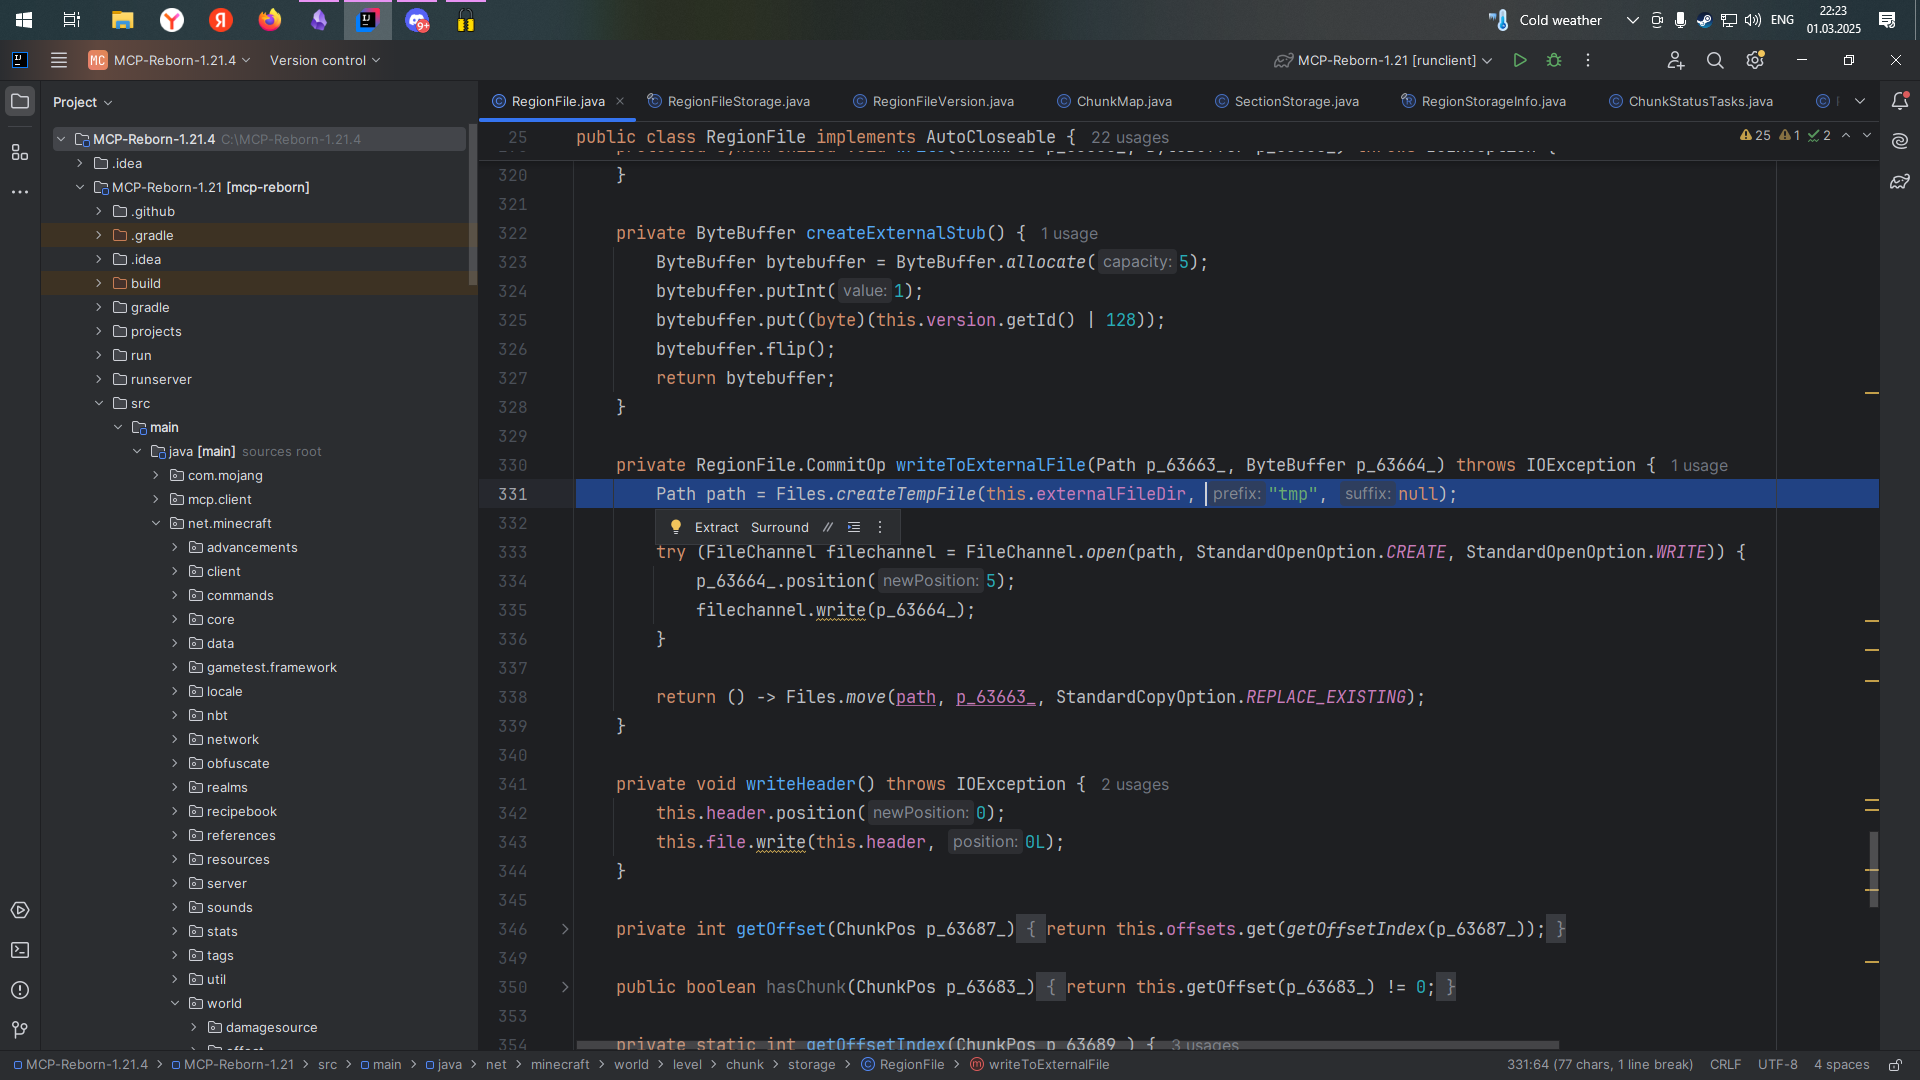 Cold weather
ENG
22:23
01.03.2025
9+
MC MCP-Reborn-1.21.4
Version control
MCP-Reborn-1.21 [runclient]
Project
MCP-Reborn-1.21.4 C:\MCP-Reborn-1.21.4
.idea
MCP-Reborn-1.21 [mcp-reborn]
.github
.gradle
.idea
build
gradle
projects
run
runserver
src
main
java [main] sources root
com.mojang
mcp.client
net.minecraft
advancements
client
commands
core
data
gametest.framework
locale
nbt
network
obfuscate
realms
recipebook
references
resources
server
sounds
stats
tags
util
world
damagesource
RegionFile.java
RegionFileStorage.java
RegionFileVersion.java
ChunkMap.java
SectionStorage.java
RegionStorageInfo.java
ChunkStatusTasks.java
25 public class RegionFile implements AutoCloseable { 22 usages
25 1 2
320 }
321
322 private ByteBuffer createExternalStub() { 1 usage
323 ByteBuffer bytebuffer = ByteBuffer.allocate( capacity: 5);
324 bytebuffer.putInt( value: 1);
325 bytebuffer.put((byte)(this.version.getId() | 128));
326 bytebuffer.flip();
327 return bytebuffer;
328 }
329
330 private RegionFile.CommitOp writeToExternalFile(Path p_63663_, ByteBuffer p_63664_) throws IOException { 1 usage
331 Path path = Files.createTempFile(this.externalFileDir, prefix: "tmp", suffix: null);
332
Extract Surround
333 try (FileChannel filechannel = FileChannel.open(path, StandardOpenOption.CREATE, StandardOpenOption.WRITE)) {
334 p_63664_.position( newPosition: 5);
335 filechannel.write(p_63664_);
336 }
337
338 return () -> Files.move(path, p_63663_, StandardCopyOption.REPLACE_EXISTING);
339 }
340
341 private void writeHeader() throws IOException { 2 usages
342 this.header.position( newPosition: 0);
343 this.file.write(this.header, position: 0L);
344 }
345
346 private int getOffset(ChunkPos p_63687_) { return this.offsets.get(getOffsetIndex(p_63687_)); }
349
350 public boolean hasChunk(ChunkPos p_63683_) { return this.getOffset(p_63683_) != 0; }
353
354 private static int getOffsetIndex(ChunkPos p_63689_) { 3 usages
MCP-Reborn-1.21.4 > MCP-Reborn-1.21 > src > main > java > net > minecraft > world > level > chunk > storage > RegionFile > writeToExternalFile
331:64 (77 chars, 1 line break) CRLF UTF-8 4 spaces